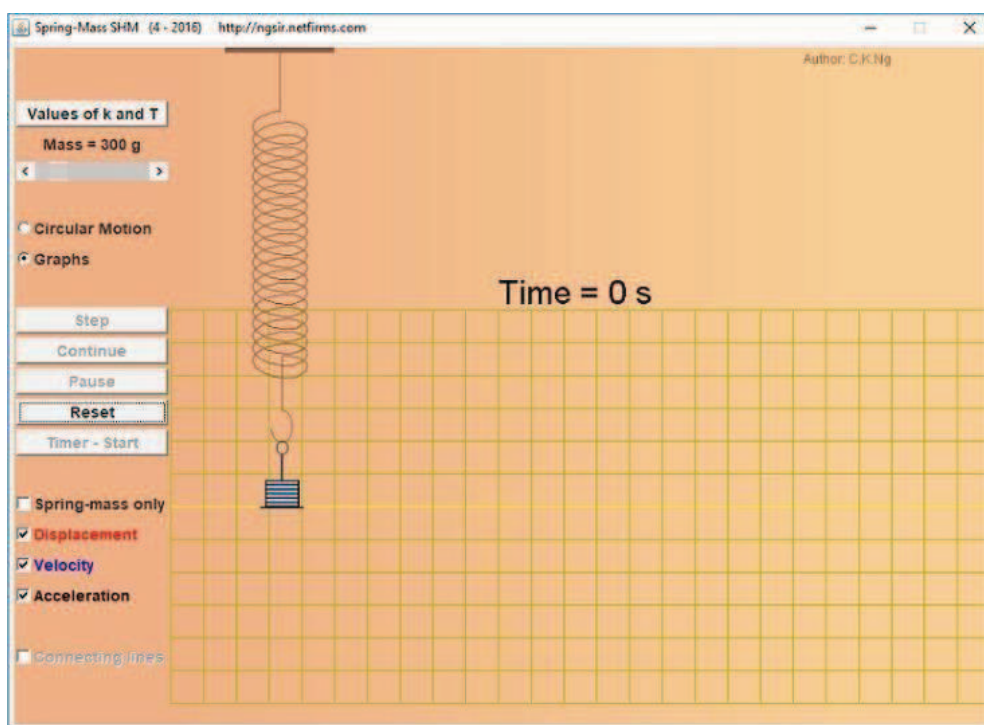 Spring-Mass SHM (4 - 2016) http://ngsir.netfirms.com
Author: C.K.Ng
Values of k and T
Mass = 300 g
Circular Motion
Graphs
Time = 0 s
Step
Continue
Pause
Reset
Timer - Start
Spring-mass only
Displacement
Velocity
Acceleration
Connecting lines